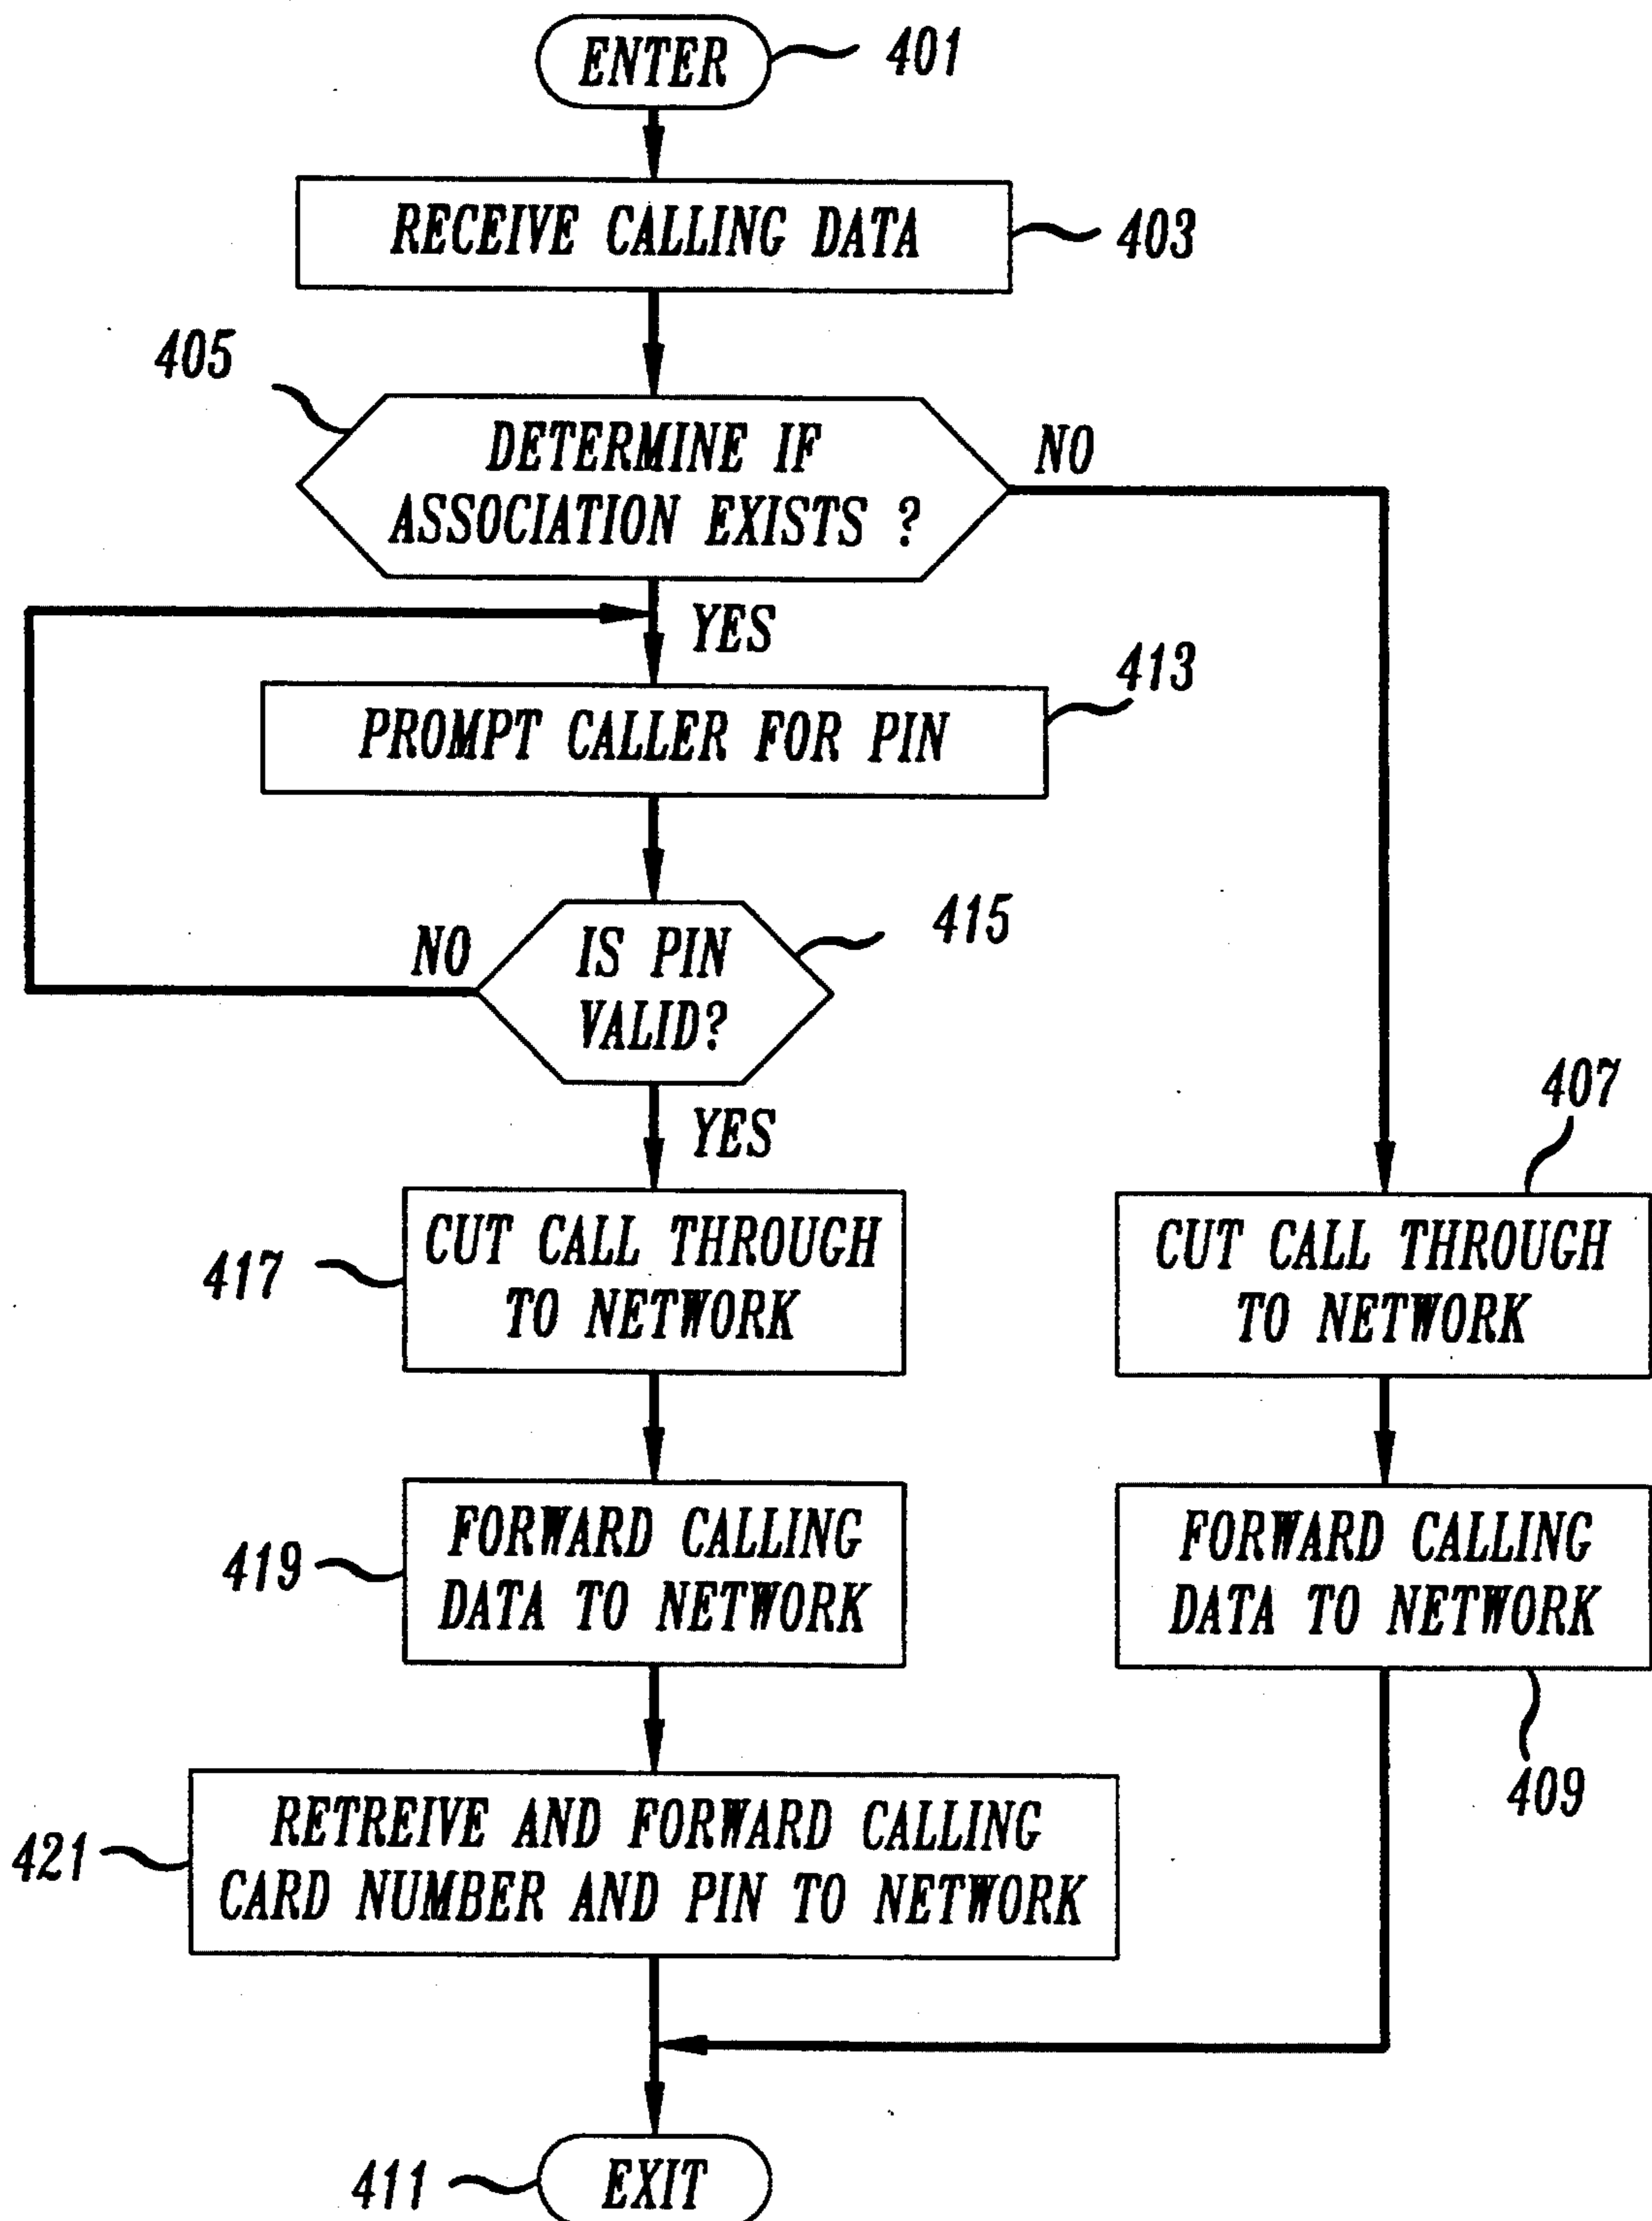 ENTER
401
RECEIVE CALLING DATA
403
405
DETERMINE IF
ASSOCIATION EXISTS ?
NO
YES
413
PROMPT CALLER FOR PIN
NO
IS PIN
VALID?
415
YES
407
417
CUT CALL THROUGH
TO NETWORK
CUT CALL THROUGH
TO NETWORK
419
FORWARD CALLING
DATA TO NETWORK
FORWARD CALLING
DATA TO NETWORK
409
421
RETREIVE AND FORWARD CALLING
CARD NUMBER AND PIN TO NETWORK
411
EXIT